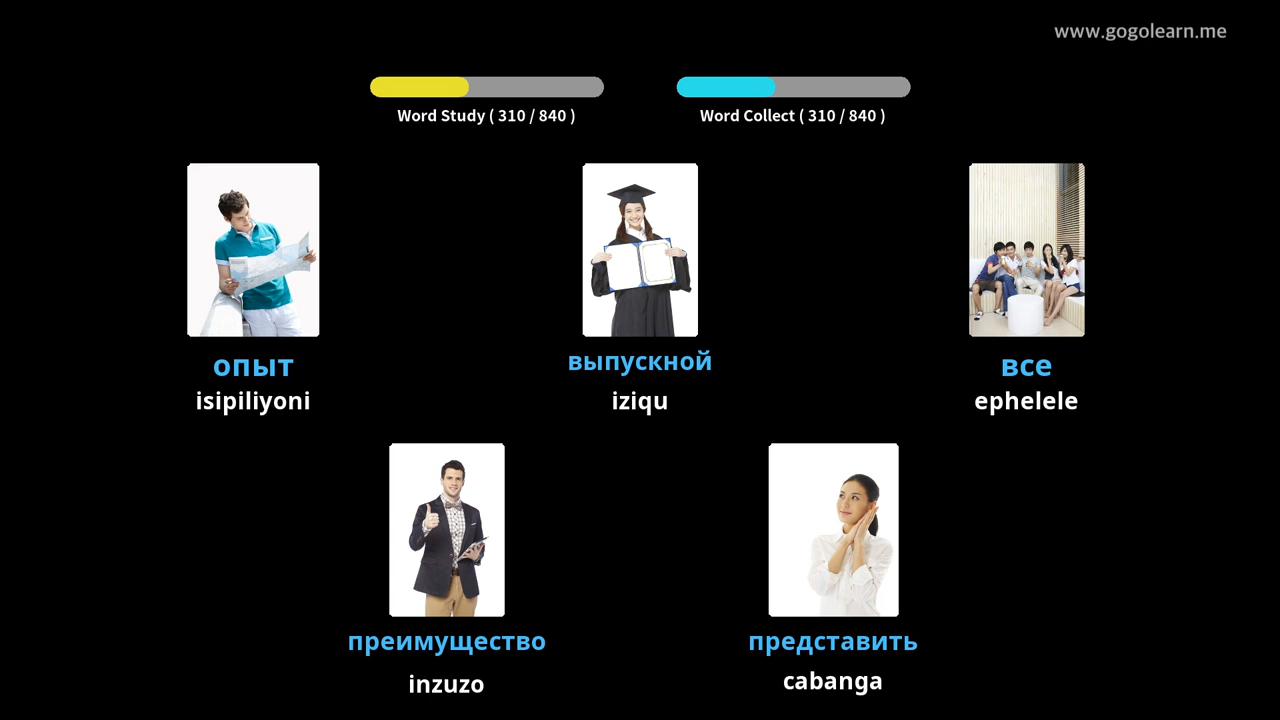 www.gogolearn.me
Word Study ( 310 / 840 )
Word Collect ( 310 / 840 )
опыт
isipiliyoni
выпускной
iziqu
все
ephelele
преимущество
inzuzo
представить
cabanga